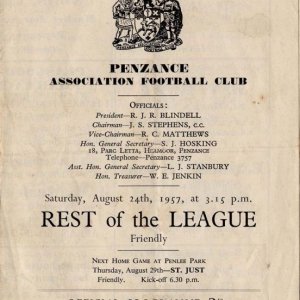 PENZANCE
ASSOCIATION FOOTBALL CLUB
OFFICIALS:
President—R. J. R. BLINDELL
Chairman—J. S. STEPHENS, C.C.
Vice-Chairman—R. C. MATTHEWS
Hon. General Secretary—S. J. HOSKING
18, PARC LETTA, HEAMOOR, PENZANCE
Telephone—Penzance 3757
Asst. Hon. General Secretary—L. J. STANBURY
Hon. Treasurer—W. E. JENKIN
Saturday, August 24th, 1957, at 3.15 p.m.
REST of the LEAGUE
Friendly
NEXT HOME GAME AT PENLEE PARK
Thursday, August 29th—ST. JUST
Friendly. Kick-off 6.30 p.m.